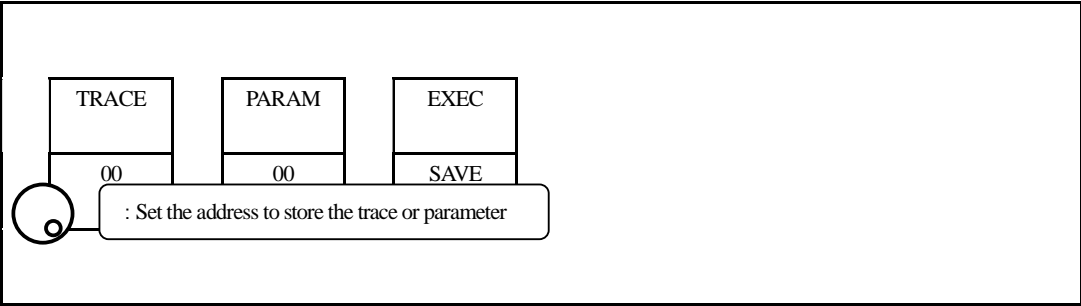 TRACE PARAM EXEC
00 00 SAVE
: Set the address to store the trace or parameter